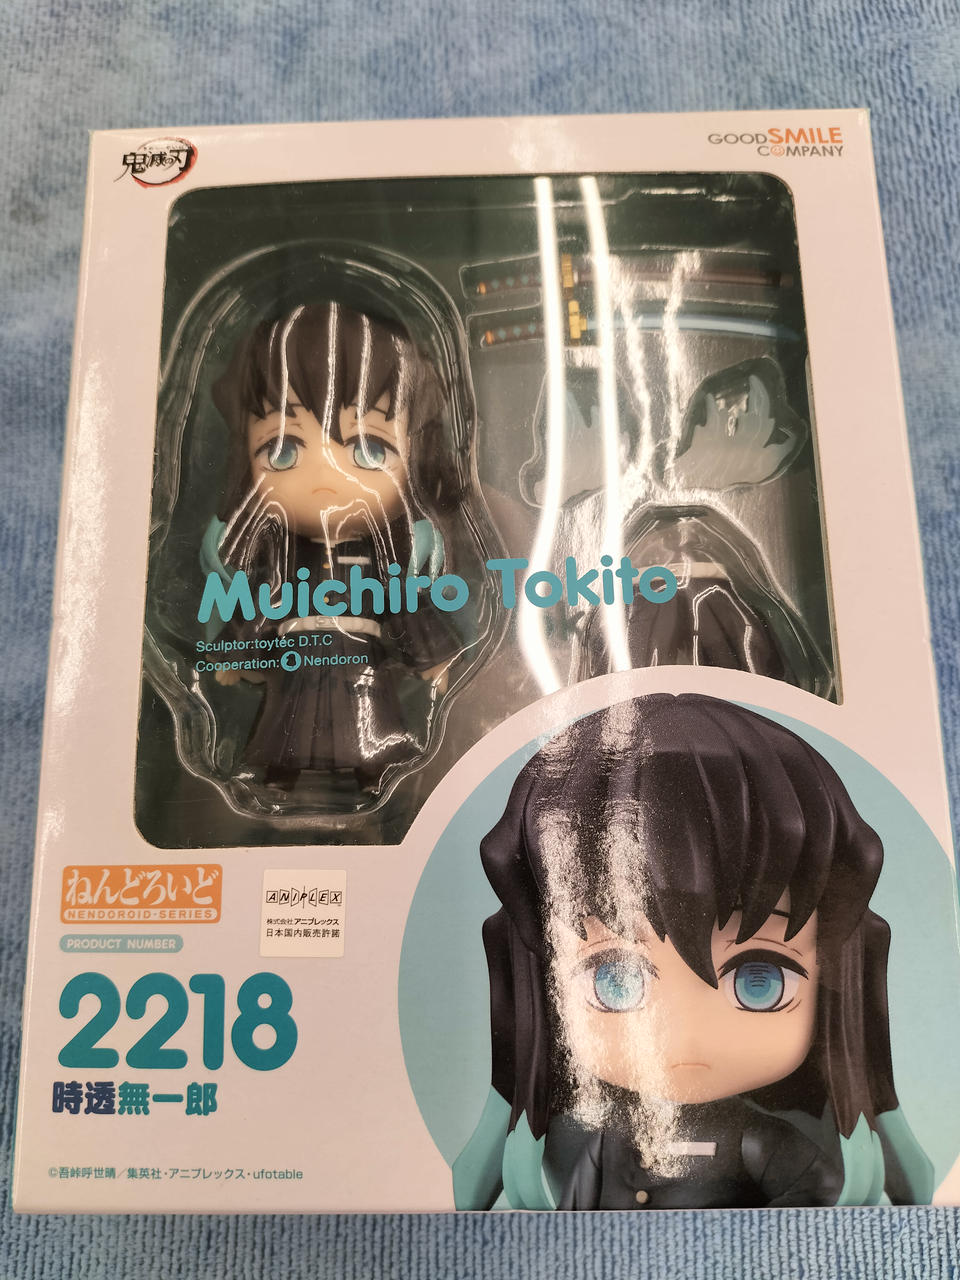 鬼滅の刃
GOODSMILE
COMPANY
Muichiro Tokito
Sculptor:toytec D.T.C
Cooperation: Nendoron
ねんどろいど
NENDOROID・SERIES
PRODUCT NUMBER
2218
時透無一郎
ANIPLEX
株式会社アニプレックス
日本国内販売許諾
©吾峠呼世晴／集英社・アニプレックス・ufotable